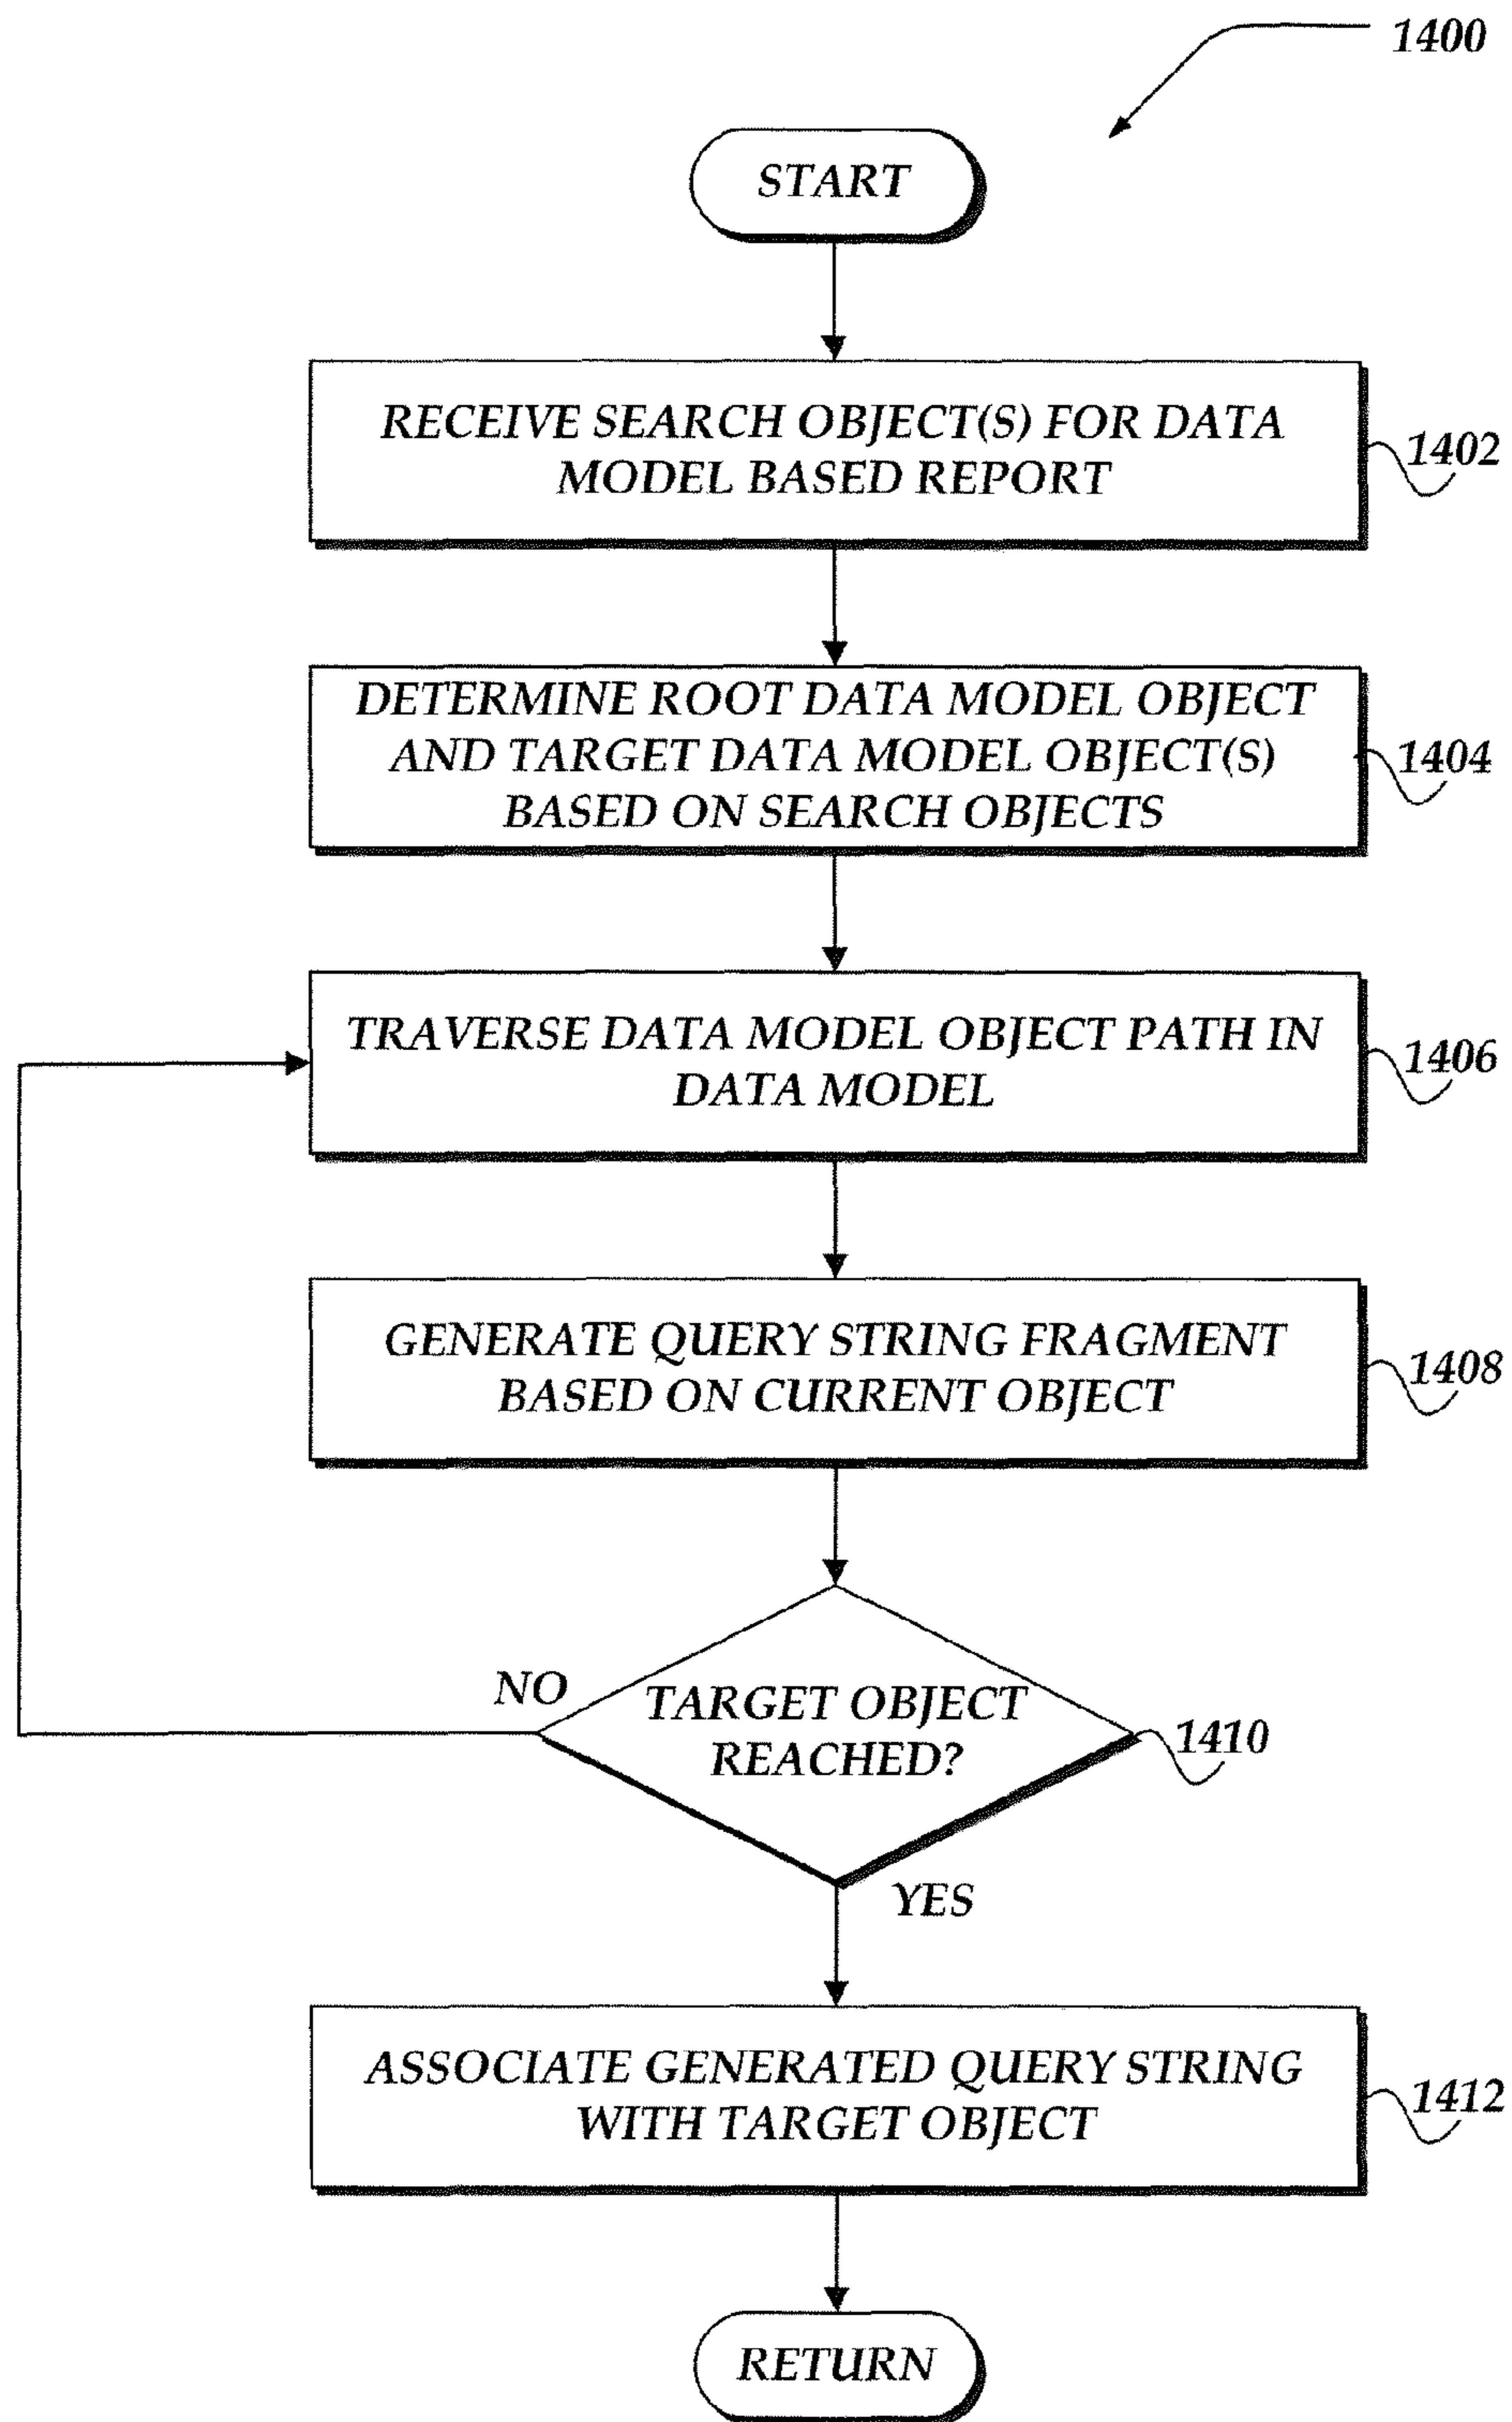 1400
START
RECEIVE SEARCH OBJECT(S) FOR DATA
MODEL BASED REPORT
1402
DETERMINE ROOT DATA MODEL OBJECT
AND TARGET DATA MODEL OBJECT(S)
BASED ON SEARCH OBJECTS
1404
TRAVERSE DATA MODEL OBJECT PATH IN
DATA MODEL
1406
GENERATE QUERY STRING FRAGMENT
BASED ON CURRENT OBJECT
1408
NO
TARGET OBJECT
REACHED?
1410
YES
ASSOCIATE GENERATED QUERY STRING
WITH TARGET OBJECT
1412
RETURN